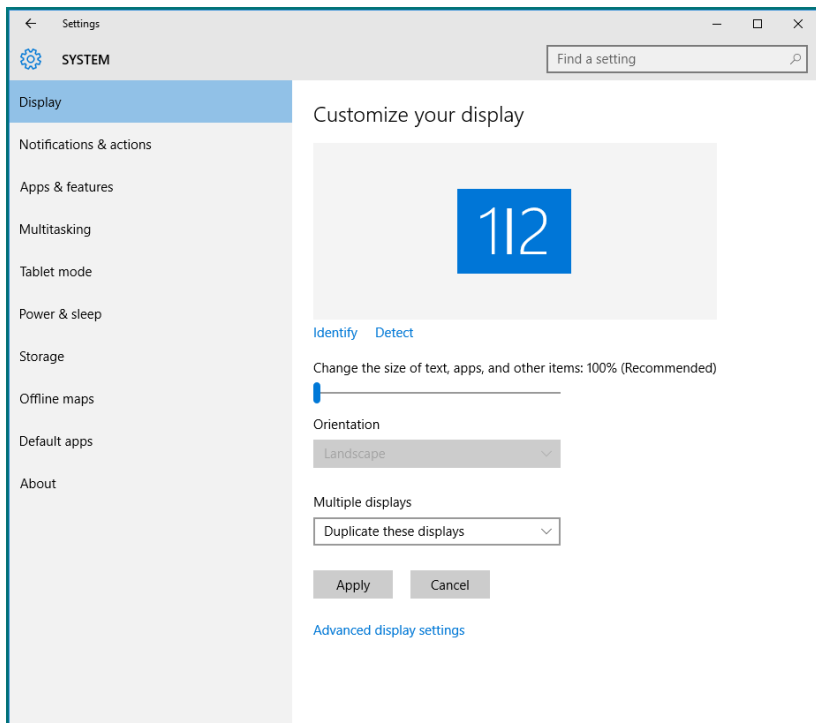 Settings
SYSTEM
Find a setting
Display
Notifications & actions
Apps & features
Multitasking
Tablet mode
Power & sleep
Storage
Offline maps
Default apps
About
Customize your display
1|2
Identify Detect
Change the size of text, apps, and other items: 100% (Recommended)
Orientation
Landscape
Multiple displays
Duplicate these displays
Apply Cancel
Advanced display settings